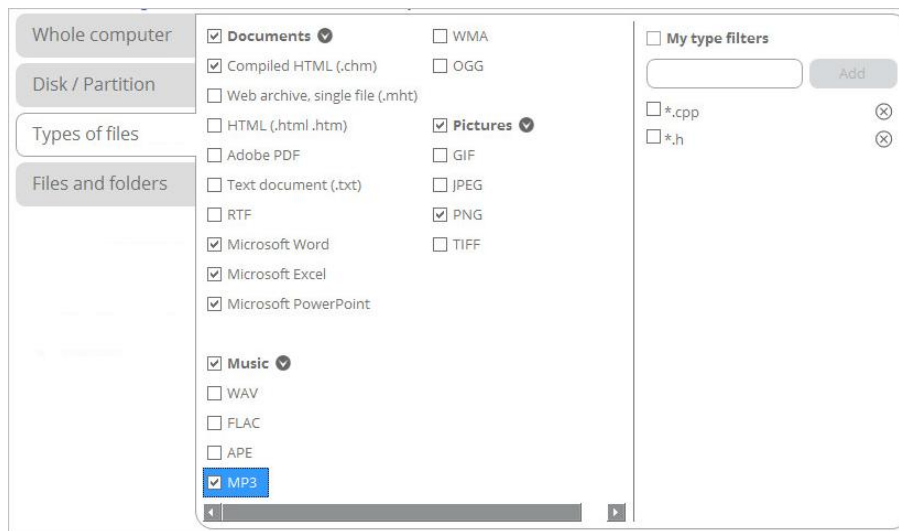 Whole computer
Disk / Partition
Types of files
Files and folders
Documents
Compiled HTML (.chm)
Web archive, single file (.mht)
HTML (.html .htm)
Adobe PDF
Text document (.txt)
RTF
Microsoft Word
Microsoft Excel
Microsoft PowerPoint
Music
WAV
FLAC
APE
MP3
WMA
OGG
Pictures
GIF
JPEG
PNG
TIFF
My type filters
Add
*.cpp
*.h